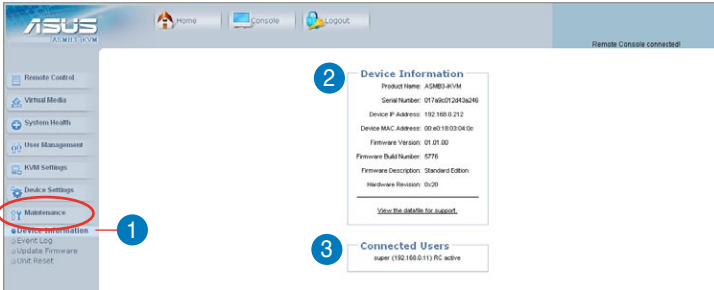 ASUS
ASMB3-iKVM
Home
Console
Logout
Remote Console connected!
Remote Control
Virtual Media
System Health
User Management
KVM Settings
Device Settings
Maintenance
Device Information
Event Log
Update Firmware
Unit Reset
1
2
Device Information
Product Name: ASMB3-iKVM
Serial Number: 017a9c012d43a246
Device IP Address: 192.168.0.212
Device MAC Address: 00:e0:18:03:04:0c
Firmware Version: 01.01.00
Firmware Build Number: 5776
Firmware Description: Standard Edition
Hardware Revision: 0x20
View the datafile for support.
3
Connected Users
super (192.168.0.11) RC active